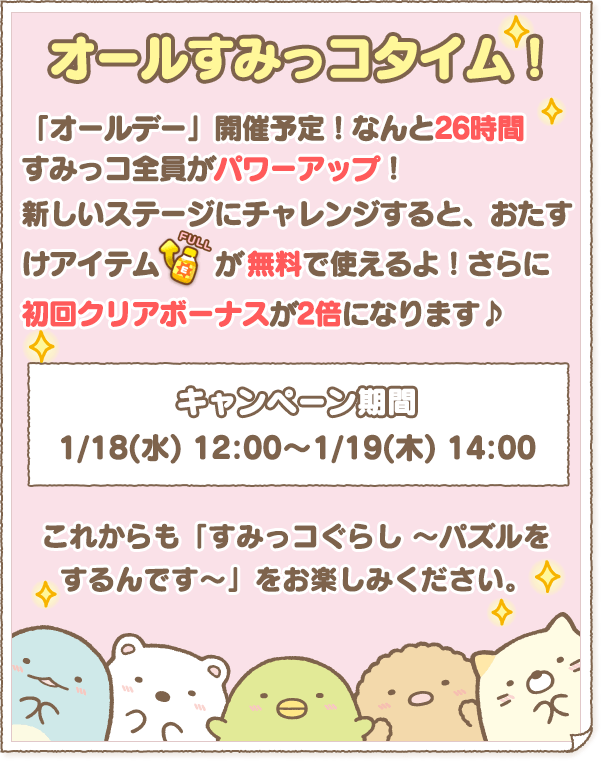 オールすみっコタイム！
「オールデー」開催予定！なんと26時間
すみっコ全員がパワーアップ！
新しいステージにチャレンジすると、おたす
FULL
けアイテムが無料で使えるよ！さらに
初回クリアボーナスが2倍になります♪
キャンペーン期間
1/18(水) 12:00～1/19(木) 14:00
これからも「すみっコぐらし ～パズルを
するんです～」をお楽しみください。